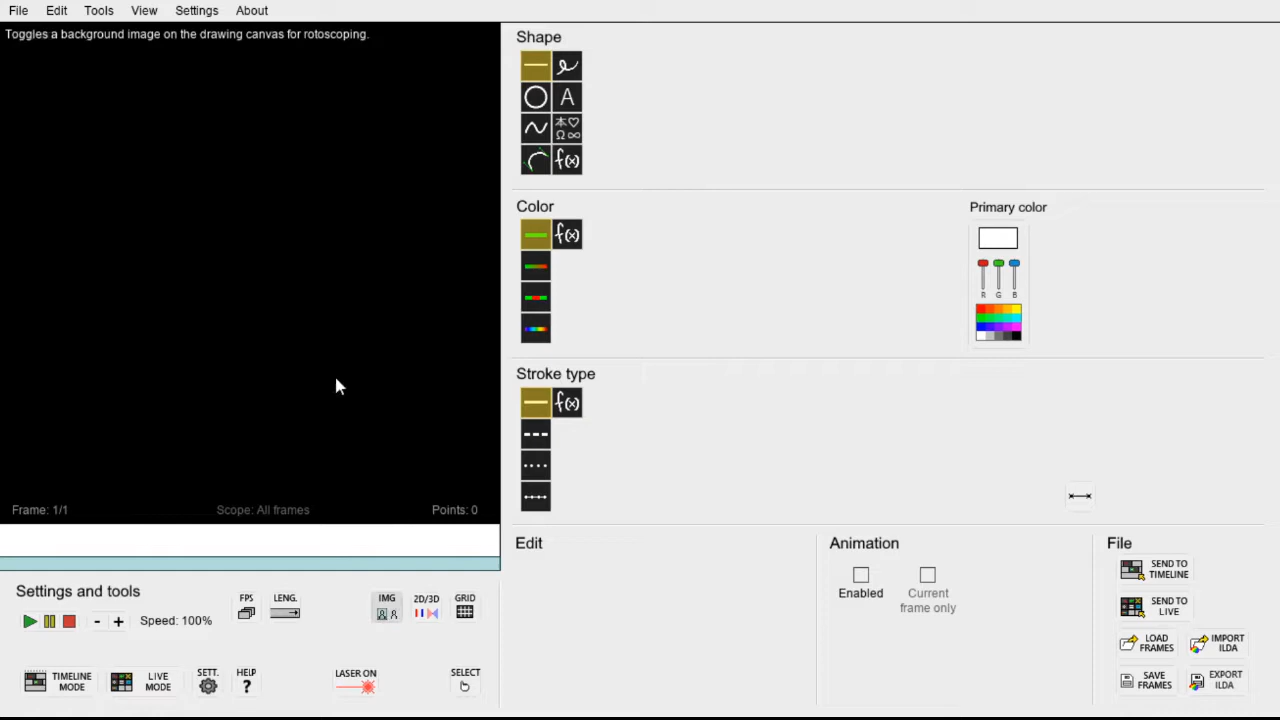 File Edit Tools View Settings About
Toggles a background image on the drawing canvas for rotoscoping.
Shape
A
本♡
Ω∞
f(x)
Color
f(x)
Primary color
R G B
Stroke type
f(x)
Frame: 1/1 Scope: All frames Points: 0
Edit
Animation
Enabled
Current
frame only
File
SEND TO
TIMELINE
SEND TO
LIVE
LOAD
FRAMES
IMPORT
ILDA
SAVE
FRAMES
EXPORT
ILDA
Settings and tools
- + Speed: 100%
FPS
LENG.
IMG
2D/3D
GRID
TIMELINE
MODE
LIVE
MODE
SETT.
HELP
?
LASER ON
SELECT